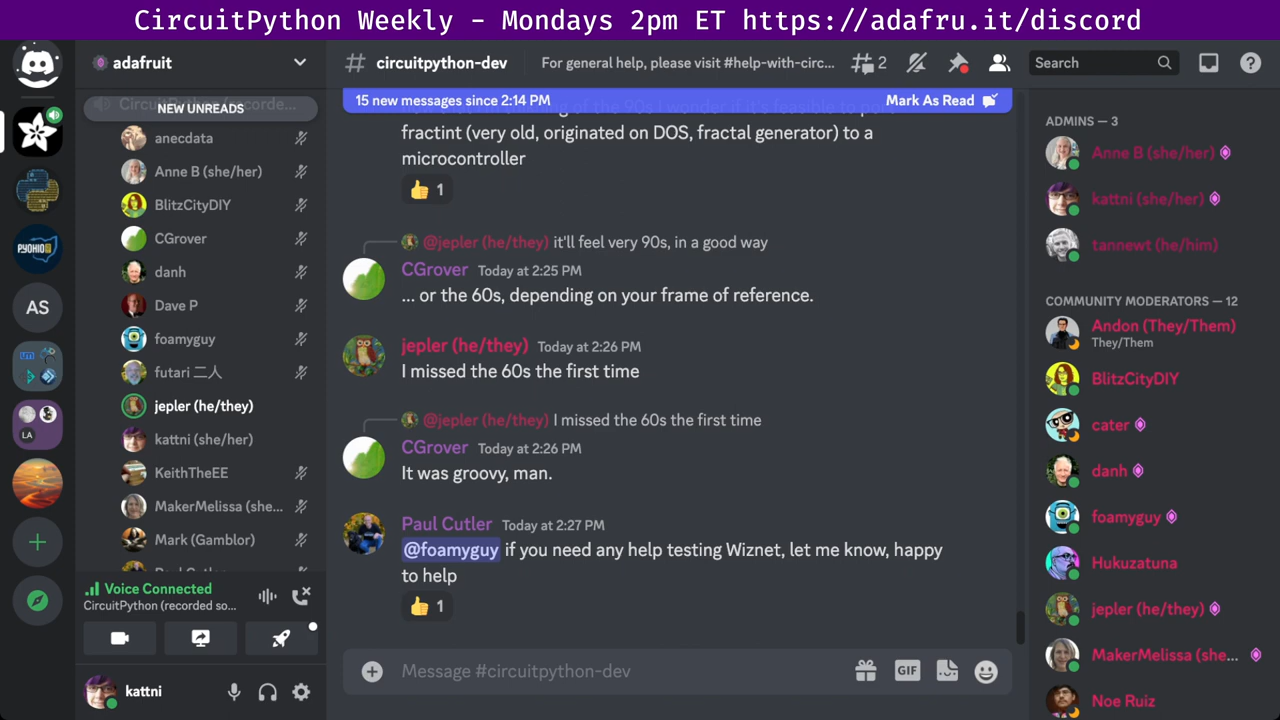 CircuitPython Weekly - Mondays 2pm ET https://adafru.it/discord
adafruit
NEW UNREADS
anecdata
Anne B (she/her)
BlitzCityDIY
CGrover
danh
Dave P
foamyguy
futari 二人
jepler (he/they)
kattni (she/her)
KeithTheEE
MakerMelissa (she...
Mark (Gamblor)
Voice Connected
CircuitPython (recorded so...
kattni
PYOHIO
AS
LA
# circuitpython-dev
For general help, please visit #help-with-circ...
2
Search
15 new messages since 2:14 PM
Mark As Read
fractint (very old, originated on DOS, fractal generator) to a
microcontroller
👍 1
@jepler (he/they) it'll feel very 90s, in a good way
CGrover Today at 2:25 PM
... or the 60s, depending on your frame of reference.
jepler (he/they) Today at 2:26 PM
I missed the 60s the first time
@jepler (he/they) I missed the 60s the first time
CGrover Today at 2:26 PM
It was groovy, man.
Paul Cutler Today at 2:27 PM
@foamyguy if you need any help testing Wiznet, let me know, happy
to help
👍 1
Message #circuitpython-dev
GIF
ADMINS — 3
Anne B (she/her)
kattni (she/her)
tannewt (he/him)
COMMUNITY MODERATORS — 12
Andon (They/Them)
They/Them
BlitzCityDIY
cater
danh
foamyguy
Hukuzatuna
jepler (he/they)
MakerMelissa (she...
Noe Ruiz